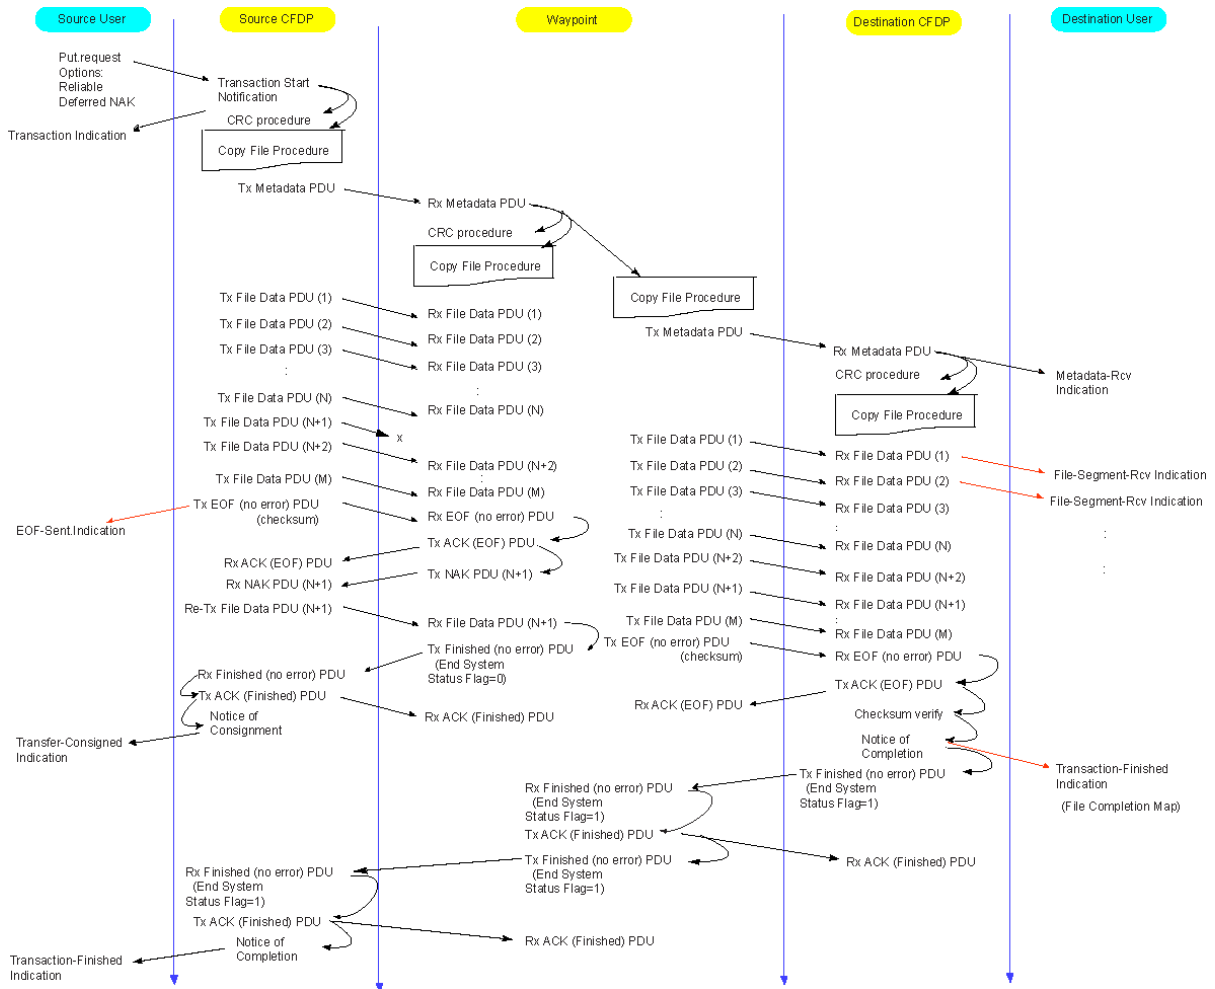 Source User
Source CFDP
Waypoint
Destination CFDP
Destination User
Put.request
Options:
Reliable
Deferred NAK
Transaction Start
Notification
CRC procedure
Transaction Indication
Copy File Procedure
Tx Metadata PDU
Rx Metadata PDU
CRC procedure
Copy File Procedure
Copy File Procedure
Tx Metadata PDU
Rx Metadata PDU
CRC procedure
Metadata-Rcv
Indication
Copy File Procedure
Tx File Data PDU (1)
Rx File Data PDU (1)
Tx File Data PDU (2)
Rx File Data PDU (2)
Tx File Data PDU (3)
Rx File Data PDU (3)
:
:
Tx File Data PDU (N)
Rx File Data PDU (N)
Tx File Data PDU (N+1)
x
Tx File Data PDU (N+2)
Rx File Data PDU (N+2)
:
Tx File Data PDU (M)
Rx File Data PDU (M)
Tx EOF (no error) PDU
(checksum)
Rx EOF (no error) PDU
EOF-Sent.Indication
Tx ACK (EOF) PDU
Rx ACK (EOF) PDU
Tx NAK PDU (N+1)
Rx NAK PDU (N+1)
Re-Tx File Data PDU (N+1)
Rx File Data PDU (N+1)
Tx Finished (no error) PDU
(End System
Status Flag=0)
Rx Finished (no error) PDU
Tx ACK (Finished) PDU
Rx ACK (Finished) PDU
Notice of
Consignment
Transfer-Consigned
Indication
Tx File Data PDU (1)
Rx File Data PDU (1)
File-Segment-Rcv Indication
Tx File Data PDU (2)
Rx File Data PDU (2)
File-Segment-Rcv Indication
Tx File Data PDU (3)
Rx File Data PDU (3)
:
:
:
Tx File Data PDU (N)
Rx File Data PDU (N)
:
Tx File Data PDU (N+2)
Rx File Data PDU (N+2)
Tx File Data PDU (N+1)
Rx File Data PDU (N+1)
:
Tx File Data PDU (M)
Rx File Data PDU (M)
Tx EOF (no error) PDU
(checksum)
Rx EOF (no error) PDU
Tx ACK (EOF) PDU
Rx ACK (EOF) PDU
Checksum verify
Notice of
Completion
Transaction-Finished
Indication
(File Completion Map)
Tx Finished (no error) PDU
(End System
Status Flag=1)
Rx Finished (no error) PDU
(End System
Status Flag=1)
Tx ACK (Finished) PDU
Rx ACK (Finished) PDU
Tx Finished (no error) PDU
(End System
Status Flag=1)
Rx Finished (no error) PDU
(End System
Status Flag=1)
Tx ACK (Finished) PDU
Rx ACK (Finished) PDU
Notice of
Completion
Transaction-Finished
Indication